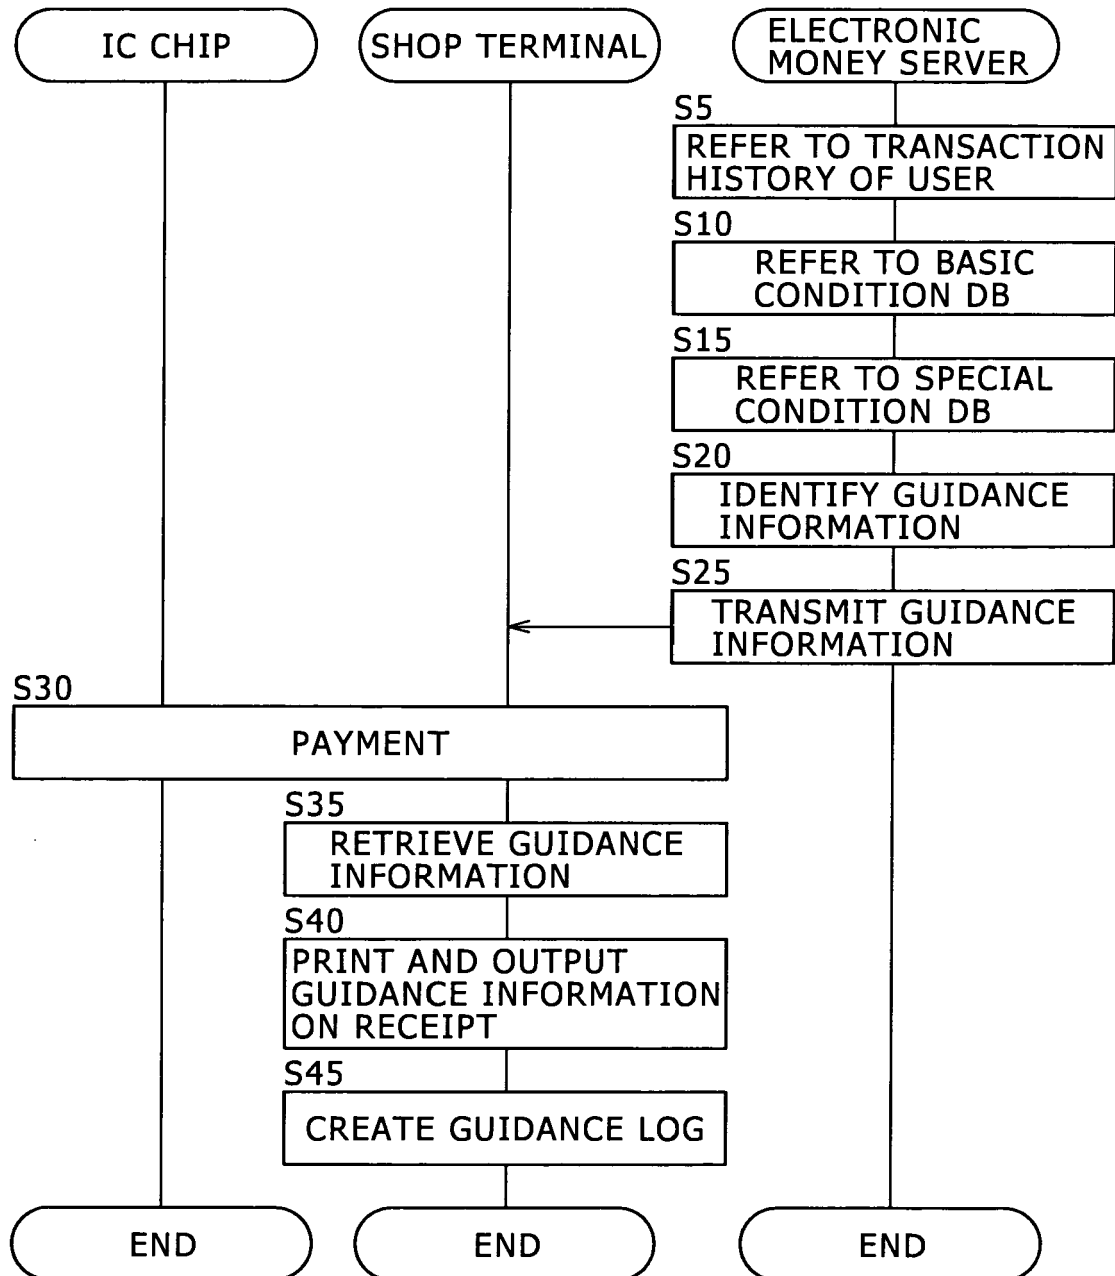 IC CHIP
SHOP TERMINAL
ELECTRONIC
MONEY SERVER
S5
REFER TO TRANSACTION
HISTORY OF USER
S10
REFER TO BASIC
CONDITION DB
S15
REFER TO SPECIAL
CONDITION DB
S20
IDENTIFY GUIDANCE
INFORMATION
S25
TRANSMIT GUIDANCE
INFORMATION
S30
PAYMENT
S35
RETRIEVE GUIDANCE
INFORMATION
S40
PRINT AND OUTPUT
GUIDANCE INFORMATION
ON RECEIPT
S45
CREATE GUIDANCE LOG
END
END
END